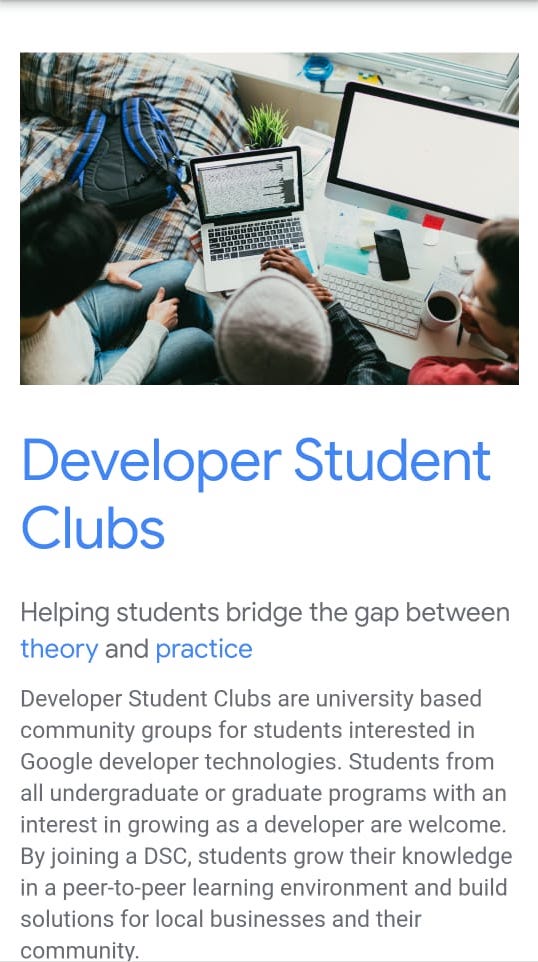 Developer Student
Clubs
Helping students bridge the gap between
theory and practice
Developer Student Clubs are university based
community groups for students interested in
Google developer technologies. Students from
all undergraduate or graduate programs with an
interest in growing as a developer are welcome.
By joining a DSC, students grow their knowledge
in a peer-to-peer learning environment and build
solutions for local businesses and their
community.